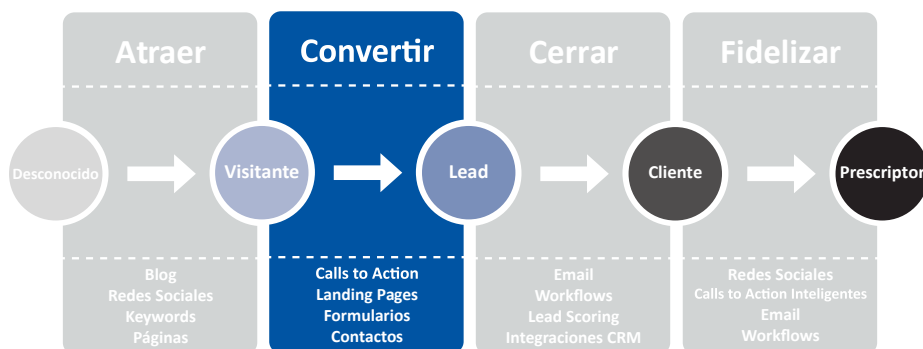 Atraer
Convertir
Cerrar
Fidelizar
Desconocido
Visitante
Lead
Cliente
Prescriptor
Blog
Redes Sociales
Keywords
Páginas
Calls to Action
Landing Pages
Formularios
Contactos
Email
Workflows
Lead Scoring
Integraciones CRM
Redes Sociales
Calls to Action Inteligentes
Email
Workflows